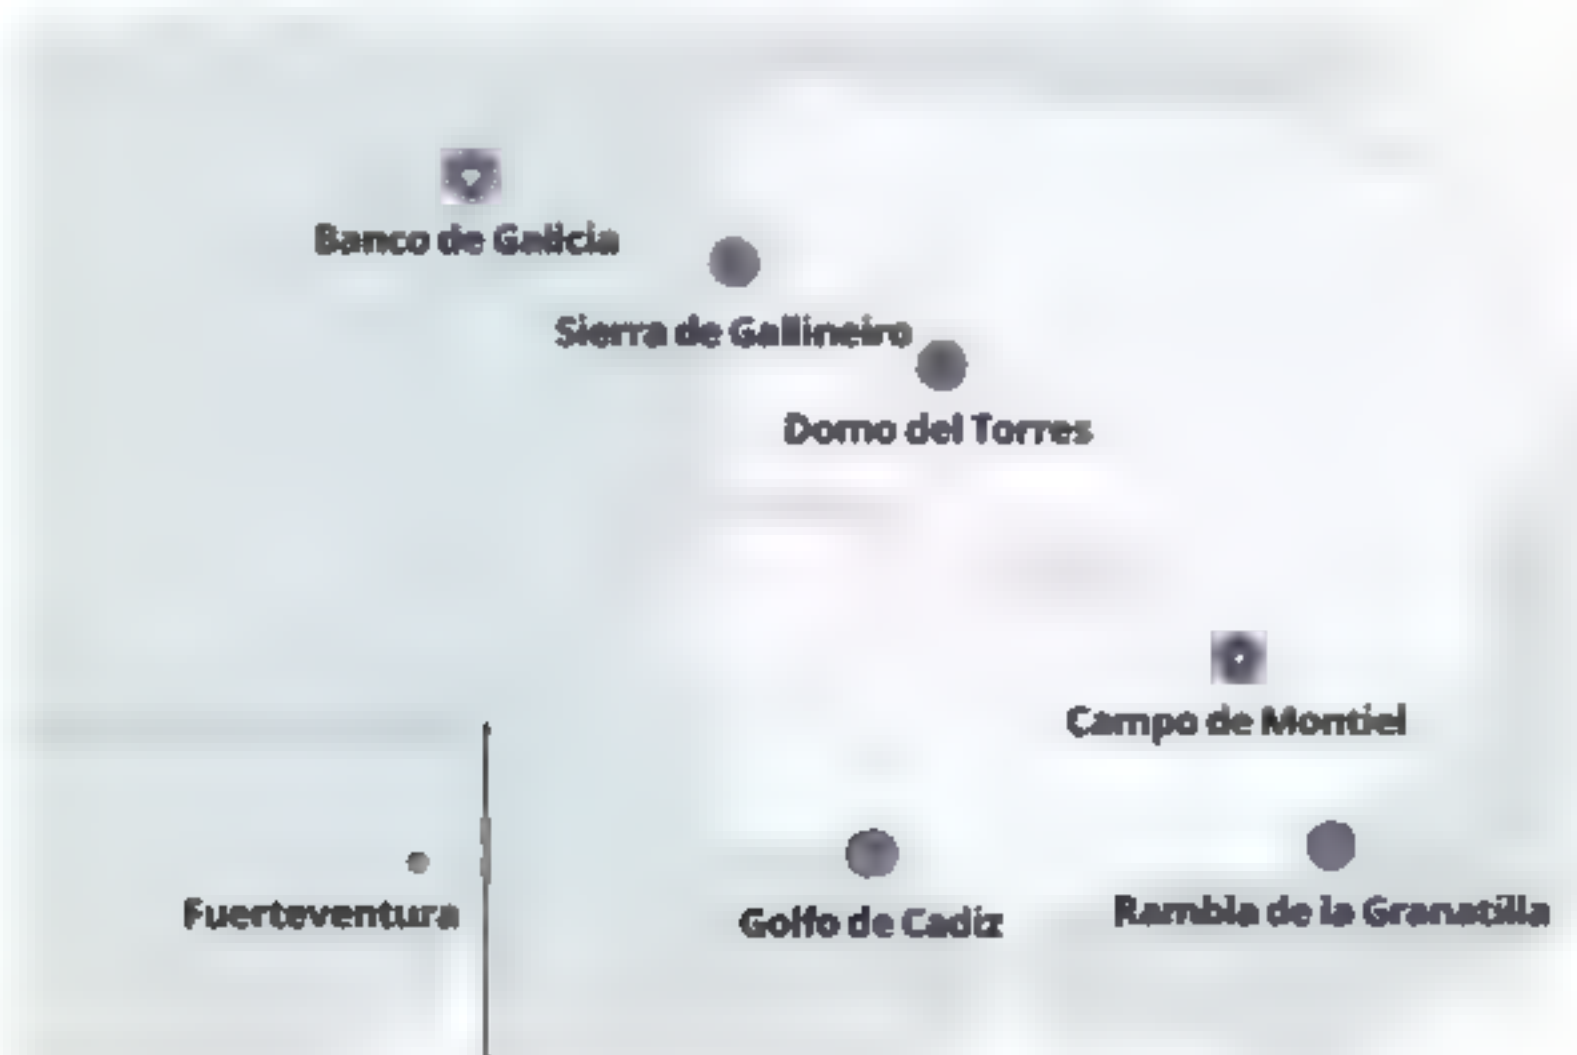 Banco de Galicia
Sierra de Gallineiro
Domo del Torres
Campo de Montiel
Fuerteventura
Golfo de Cadiz
Rambla de la Granatilla